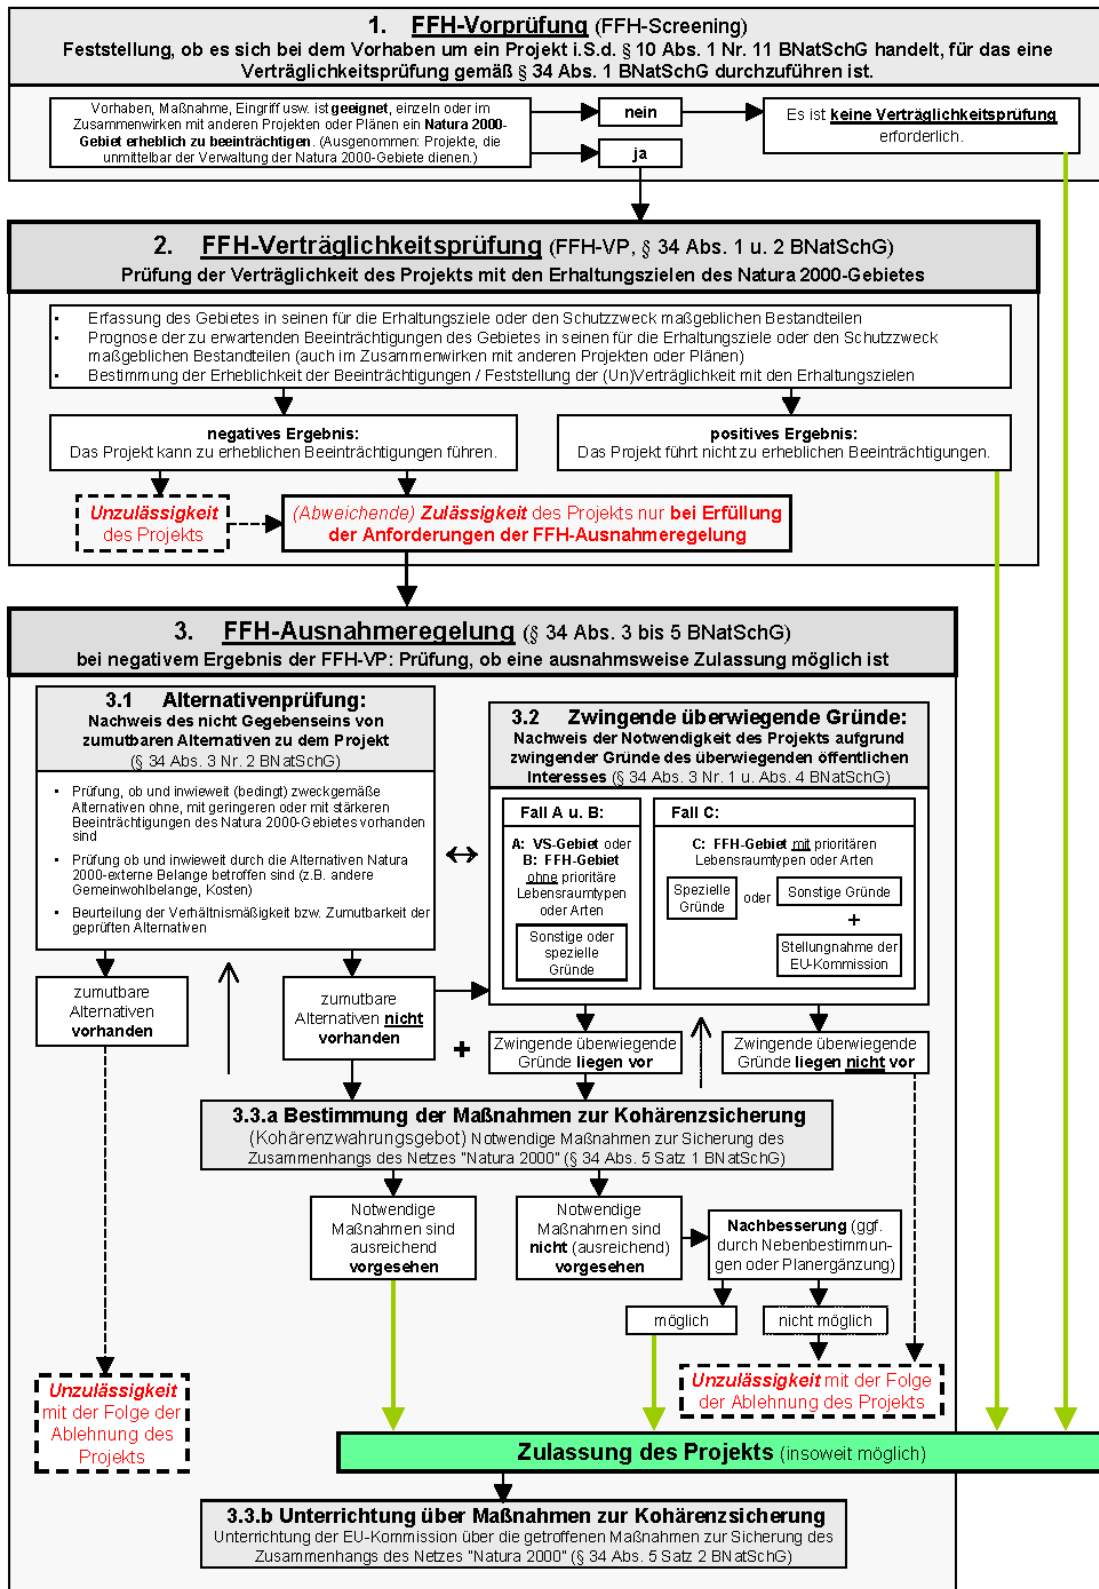 1. FFH-Vorprüfung (FFH-Screening)
Feststellung, ob es sich bei dem Vorhaben um ein Projekt i.S.d. § 10 Abs. 1 Nr. 11 BNatSchG handelt, für das eine
Verträglichkeitsprüfung gemäß § 34 Abs. 1 BNatSchG durchzuführen ist.
Vorhaben, Maßnahme, Eingriff usw. ist geeignet, einzeln oder im
Zusammenwirken mit anderen Projekten oder Plänen ein Natura 2000-
Gebiet erheblich zu beeinträchtigen. (Ausgenommen: Projekte, die
unmittelbar der Verwaltung der Natura 2000-Gebiete dienen.)
nein
ja
Es ist keine Verträglichkeitsprüfung
erforderlich.
2. FFH-Verträglichkeitsprüfung (FFH-VP, § 34 Abs. 1 u. 2 BNatSchG)
Prüfung der Verträglichkeit des Projekts mit den Erhaltungszielen des Natura 2000-Gebietes
▪ Erfassung des Gebietes in seinen für die Erhaltungsziele oder den Schutzzweck maßgeblichen Bestandteilen
▪ Prognose der zu erwartenden Beeinträchtigungen des Gebietes in seinen für die Erhaltungsziele oder den Schutzzweck
maßgeblichen Bestandteilen (auch im Zusammenwirken mit anderen Projekten oder Plänen)
▪ Bestimmung der Erheblichkeit der Beeinträchtigungen / Feststellung der (Un)Verträglichkeit mit den Erhaltungszielen
negatives Ergebnis:
Das Projekt kann zu erheblichen Beeinträchtigungen führen.
positives Ergebnis:
Das Projekt führt nicht zu erheblichen Beeinträchtigungen.
Unzulässigkeit
des Projekts
(Abweichende) Zulässigkeit des Projekts nur bei Erfüllung
der Anforderungen der FFH-Ausnahmeregelung
3. FFH-Ausnahmeregelung (§ 34 Abs. 3 bis 5 BNatSchG)
bei negativem Ergebnis der FFH-VP: Prüfung, ob eine ausnahmsweise Zulassung möglich ist
3.1 Alternativenprüfung:
Nachweis des nicht Gegebenseins von
zumutbaren Alternativen zu dem Projekt
(§ 34 Abs. 3 Nr. 2 BNatSchG)
▪ Prüfung, ob und inwieweit (bedingt) zweckgemäße
Alternativen ohne, mit geringeren oder mit stärkeren
Beeinträchtigungen des Natura 2000-Gebietes vorhanden
sind
▪ Prüfung ob und inwieweit durch die Alternativen Natura
2000-externe Belange betroffen sind (z.B. andere
Gemeinwohlbelange, Kosten)
▪ Beurteilung der Verhältnismäßigkeit bzw. Zumutbarkeit der
geprüften Alternativen
3.2 Zwingende überwiegende Gründe:
Nachweis der Notwendigkeit des Projekts aufgrund
zwingender Gründe des überwiegenden öffentlichen
Interesses (§ 34 Abs. 3 Nr. 1 u. Abs. 4 BNatSchG)
Fall A u. B:
A: VS-Gebiet oder
B: FFH-Gebiet
ohne prioritäre
Lebensraumtypen
oder Arten
Sonstige oder
spezielle
Gründe
Fall C:
C: FFH-Gebiet mit prioritären
Lebensraumtypen oder Arten
Spezielle
Gründe
oder
Sonstige Gründe
+
Stellungnahme der
EU-Kommission
zumutbare
Alternativen
vorhanden
zumutbare
Alternativen nicht
vorhanden
+
Zwingende überwiegende
Gründe liegen vor
Zwingende überwiegende
Gründe liegen nicht vor
3.3.a Bestimmung der Maßnahmen zur Kohärenzsicherung
(Kohärenzwahrungsgebot) Notwendige Maßnahmen zur Sicherung des
Zusammenhangs des Netzes "Natura 2000" (§ 34 Abs. 5 Satz 1 BNatSchG)
Notwendige
Maßnahmen sind
ausreichend
vorgesehen
Notwendige
Maßnahmen sind
nicht (ausreichend)
vorgesehen
Nachbesserung (ggf.
durch Nebenbestimmun-
gen oder Planergänzung)
möglich
nicht möglich
Unzulässigkeit
mit der Folge der
Ablehnung des
Projekts
Unzulässigkeit mit der Folge
der Ablehnung des Projekts
Zulassung des Projekts (insoweit möglich)
3.3.b Unterrichtung über Maßnahmen zur Kohärenzsicherung
Unterrichtung der EU-Kommission über die getroffenen Maßnahmen zur Sicherung des
Zusammenhangs des Netzes "Natura 2000" (§ 34 Abs. 5 Satz 2 BNatSchG)